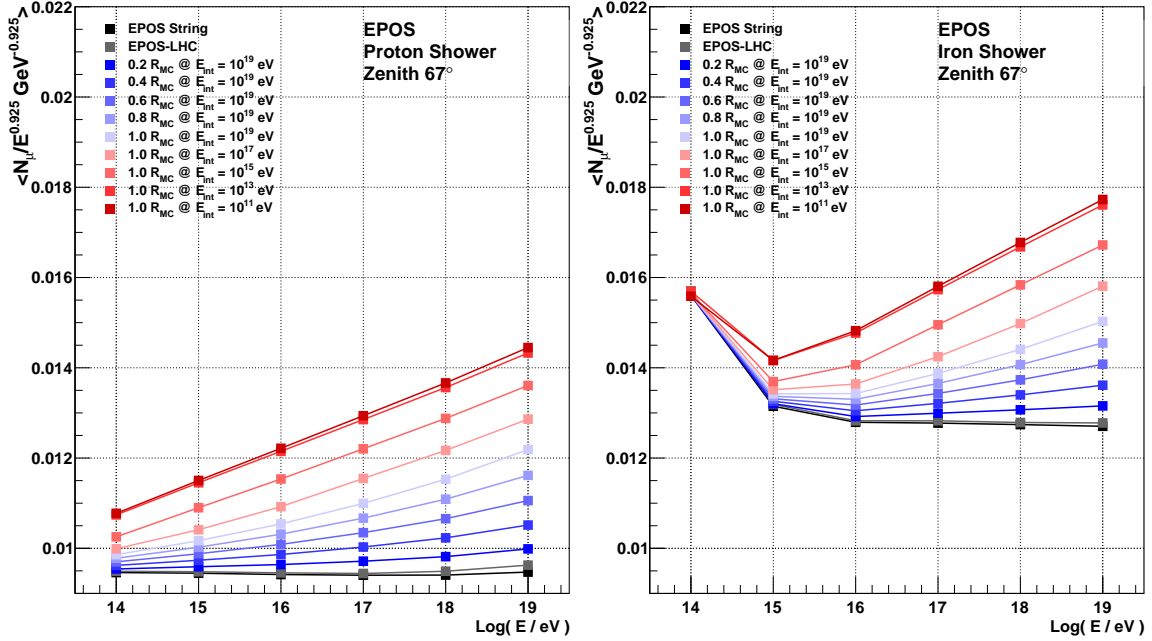 <N_μ/E^0.925 GeV^-0.925>
0.022
0.02
0.018
0.016
0.014
0.012
0.01
EPOS String
EPOS-LHC
0.2 R_MC @ E_int = 10^19 eV
0.4 R_MC @ E_int = 10^19 eV
0.6 R_MC @ E_int = 10^19 eV
0.8 R_MC @ E_int = 10^19 eV
1.0 R_MC @ E_int = 10^19 eV
1.0 R_MC @ E_int = 10^17 eV
1.0 R_MC @ E_int = 10^15 eV
1.0 R_MC @ E_int = 10^13 eV
1.0 R_MC @ E_int = 10^11 eV
EPOS
Proton Shower
Zenith 67°
14 15 16 17 18 19
Log( E / eV )
<N_μ/E^0.925 GeV^-0.925>
0.022
0.02
0.018
0.016
0.014
0.012
0.01
EPOS String
EPOS-LHC
0.2 R_MC @ E_int = 10^19 eV
0.4 R_MC @ E_int = 10^19 eV
0.6 R_MC @ E_int = 10^19 eV
0.8 R_MC @ E_int = 10^19 eV
1.0 R_MC @ E_int = 10^19 eV
1.0 R_MC @ E_int = 10^17 eV
1.0 R_MC @ E_int = 10^15 eV
1.0 R_MC @ E_int = 10^13 eV
1.0 R_MC @ E_int = 10^11 eV
EPOS
Iron Shower
Zenith 67°
14 15 16 17 18 19
Log( E / eV )